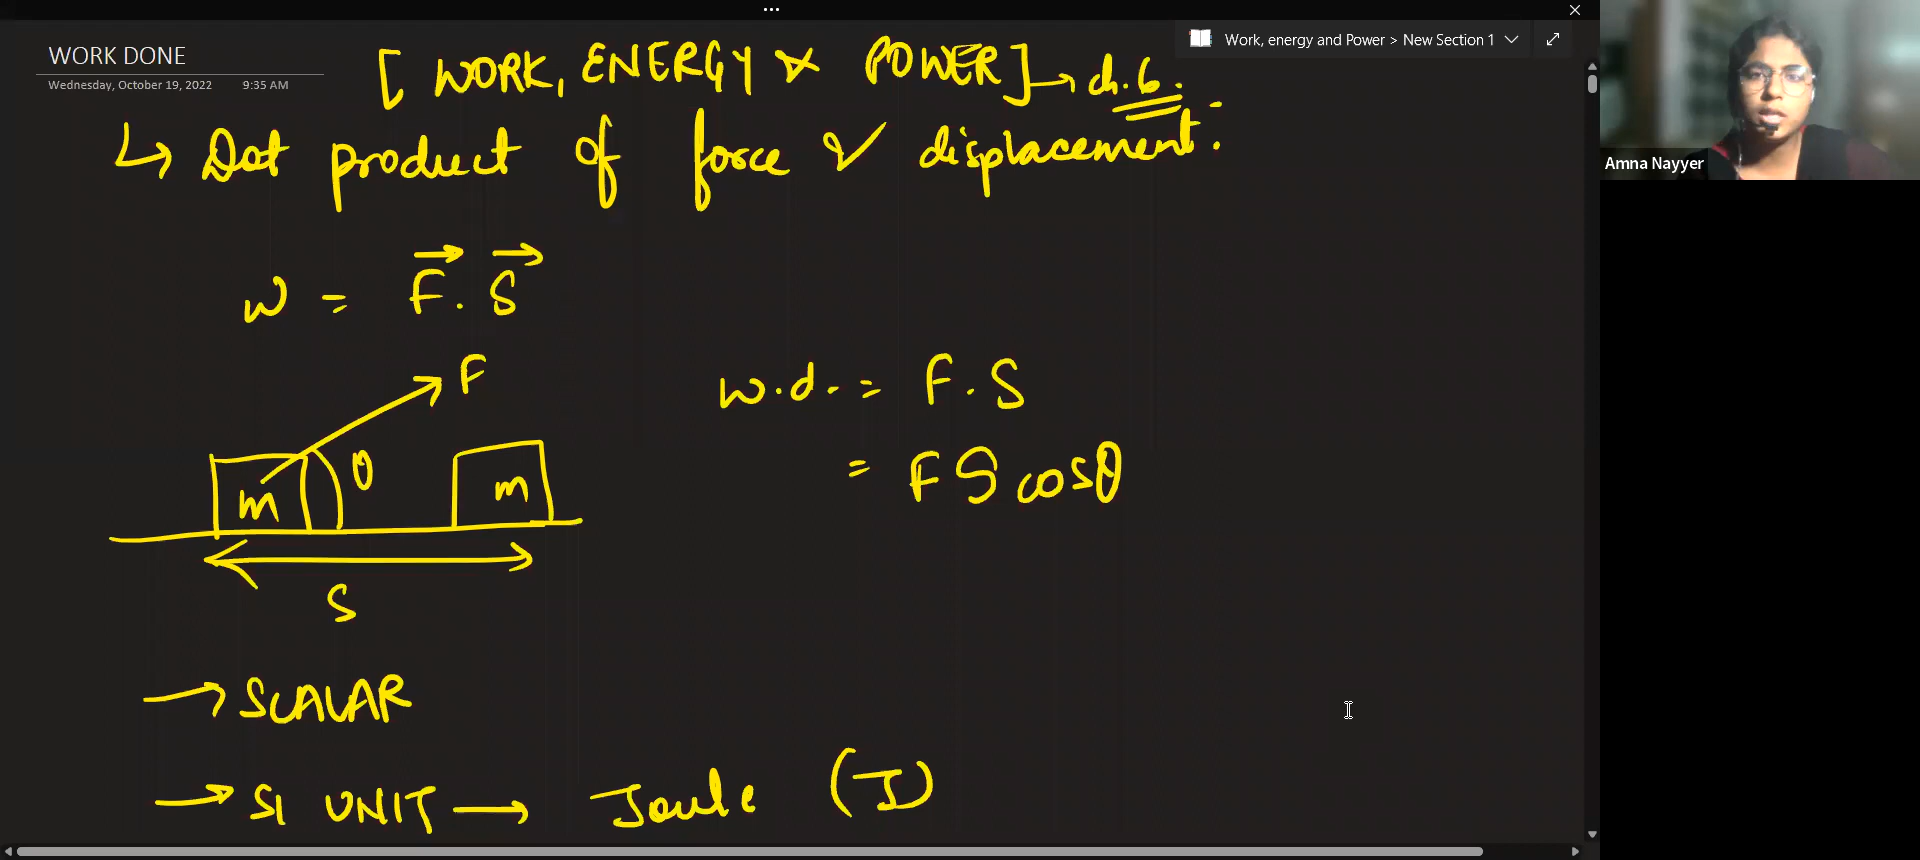 WORK DONE
Wednesday, October 19, 2022 9:35 AM
Work, energy and Power > New Section 1
Amna Nayyer
[ WORK, ENERGY & POWER ] → ch. 6.
↳ Dot product of force & displacement:
W = F . S
F
m θ m
S
w.d. = F . S
= F S cosθ
→ SCALAR
→ SI UNIT → Joule (J)